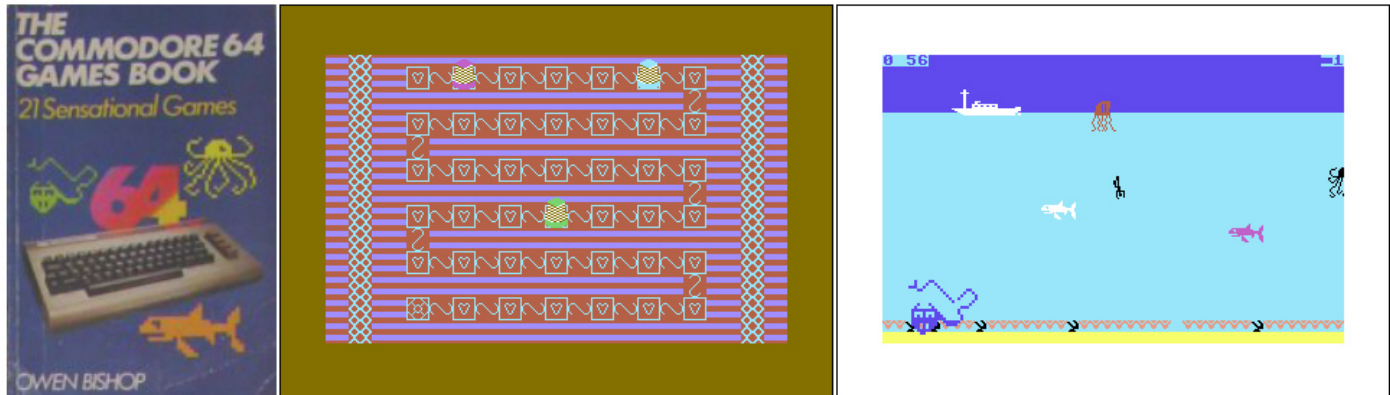 THE
COMMODORE 64
GAMES BOOK
21 Sensational Games
64
OWEN BISHOP
0 56
1